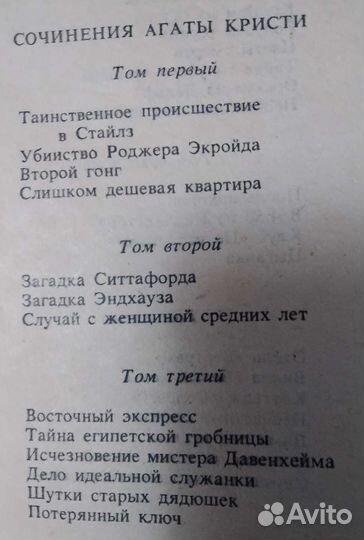 СОЧИНЕНИЯ АГАТЫ КРИСТИ
Том первый
Таинственное происшествие
в Стайлз
Убийство Роджера Экройда
Второй гонг
Слишком дешевая квартира
Том второй
Загадка Ситтафорда
Загадка Эндхауза
Случай с женщиной средних лет
Том третий
Восточный экспресс
Тайна египетской гробницы
Исчезновение мистера Давенхейма
Дело идеальной служанки
Шутки старых дядюшек
Потерянный ключ
Avito